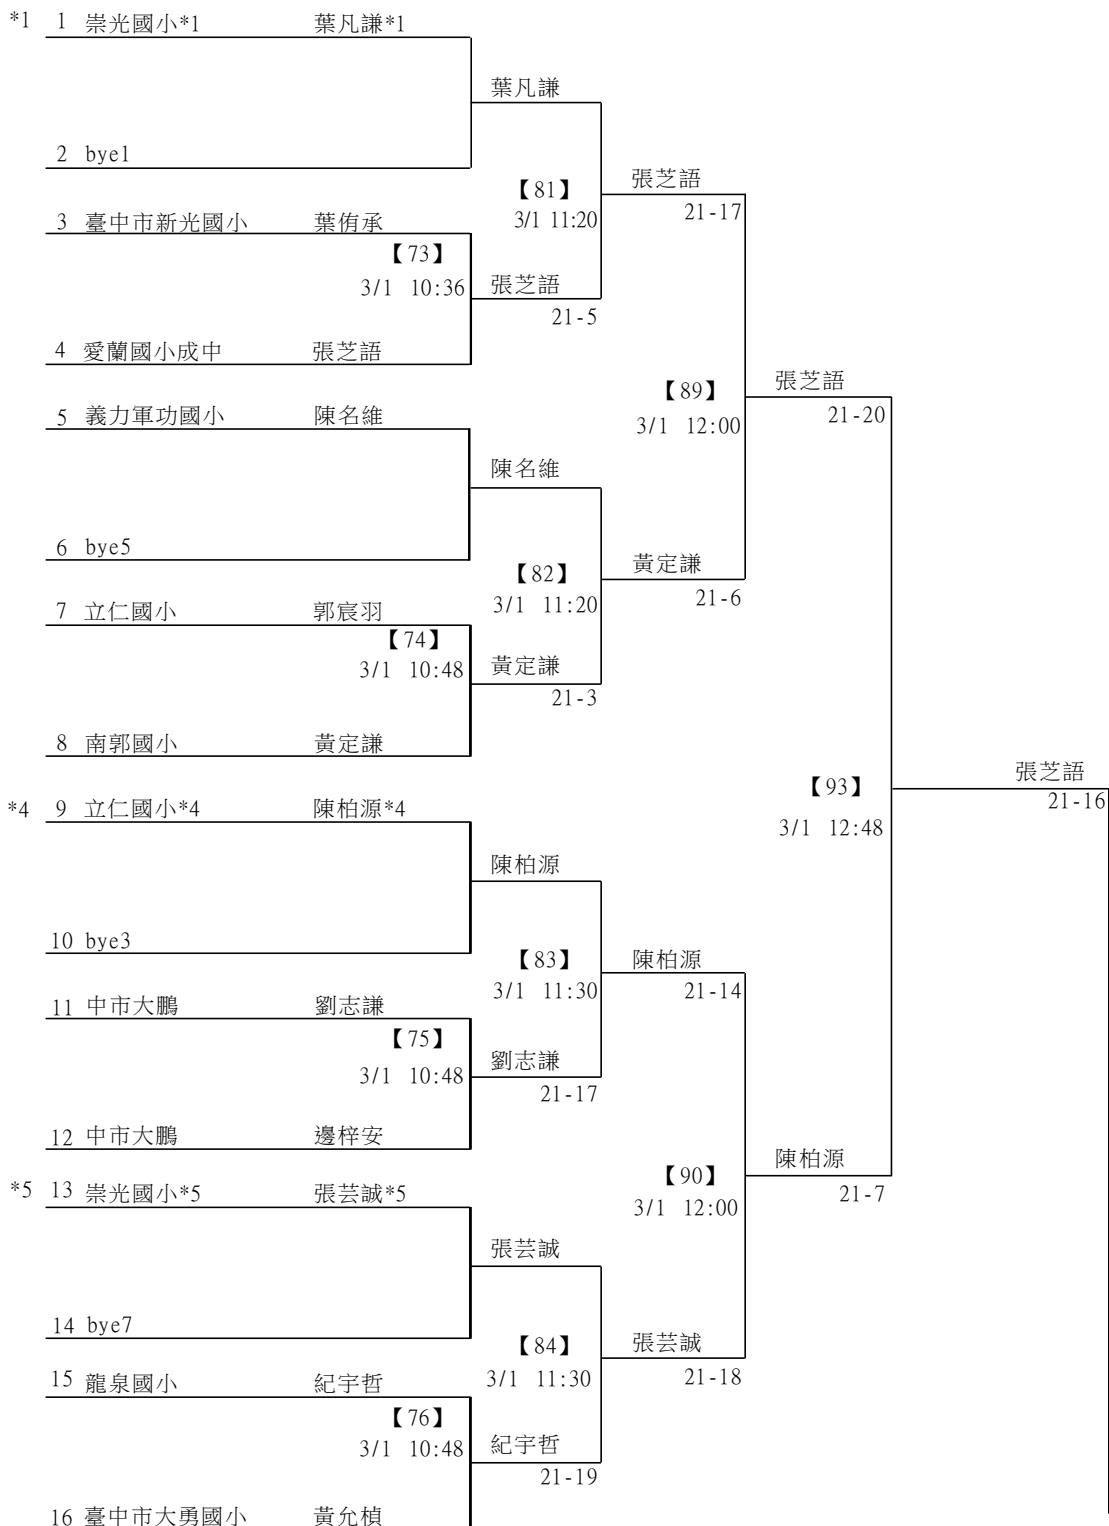 *1 1 崇光國小*1 葉凡謙*1
葉凡謙
2 bye1
【81】 張芝語
3/1 11:20 21-17
3 臺中市新光國小 葉侑承
【73】
3/1 10:36 張芝語
21-5
4 愛蘭國小成中 張芝語
【89】 張芝語
3/1 12:00 21-20
5 義力軍功國小 陳名維
陳名維
6 bye5
【82】 黃定謙
3/1 11:20 21-6
7 立仁國小 郭宸羽
【74】
3/1 10:48 黃定謙
21-3
8 南郭國小 黃定謙
【93】 張芝語
3/1 12:48 21-16
*4 9 立仁國小*4 陳柏源*4
陳柏源
10 bye3
【83】 陳柏源
3/1 11:30 21-14
11 中市大鵬 劉志謙
【75】
3/1 10:48 劉志謙
21-17
12 中市大鵬 邊梓安
【90】 陳柏源
3/1 12:00 21-7
*5 13 崇光國小*5 張芸誠*5
張芸誠
14 bye7
【84】 張芸誠
3/1 11:30 21-18
15 龍泉國小 紀宇哲
【76】
3/1 10:48 紀宇哲
21-19
16 臺中市大勇國小 黃允楨